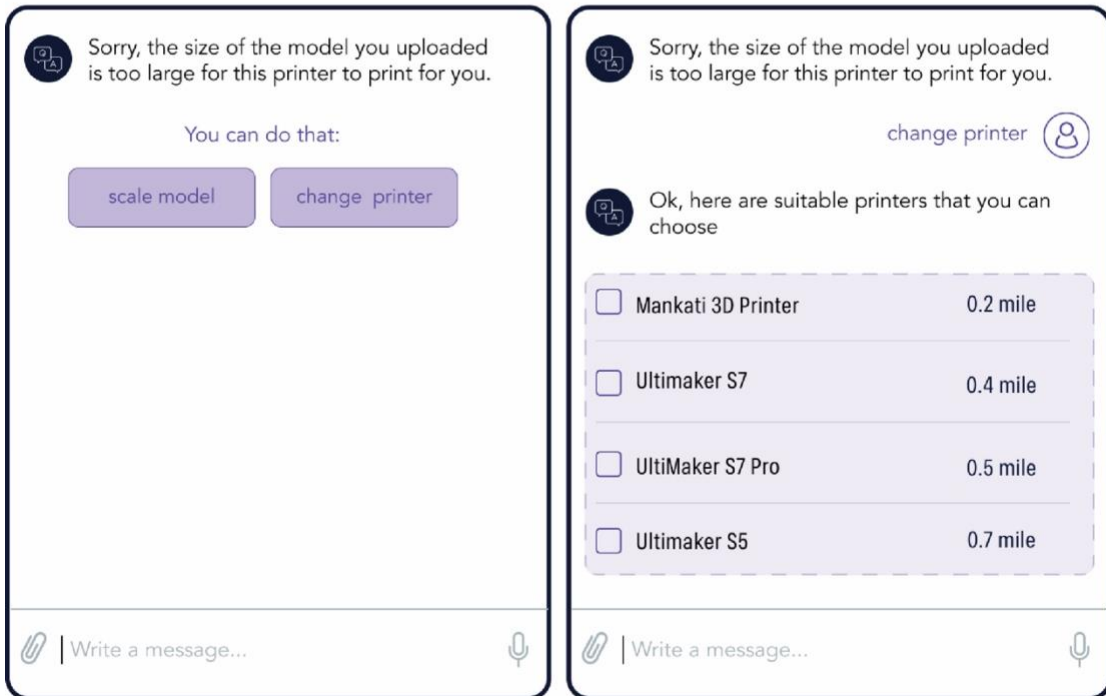 Sorry, the size of the model you uploaded
is too large for this printer to print for you.
You can do that:
scale model
change printer
Write a message...
Sorry, the size of the model you uploaded
is too large for this printer to print for you.
change printer
Ok, here are suitable printers that you can
choose
Mankati 3D Printer 0.2 mile
Ultimaker S7 0.4 mile
UltiMaker S7 Pro 0.5 mile
Ultimaker S5 0.7 mile
Write a message...